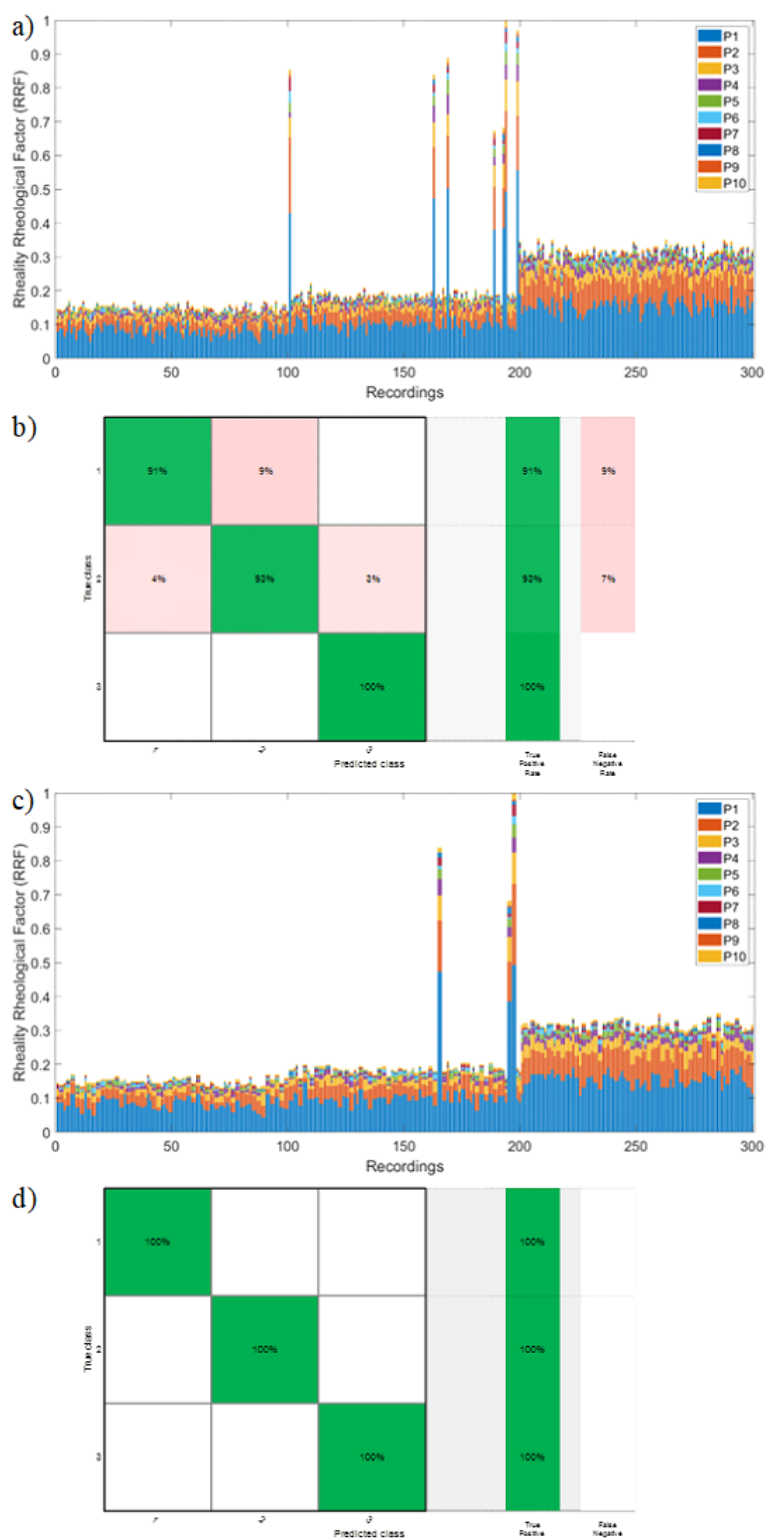 a)
Rheality Rheological Factor (RRF)
1
0.9
0.8
0.7
0.6
0.5
0.4
0.3
0.2
0.1
0
P1
P2
P3
P4
P5
P6
P7
P8
P9
P10
0 50 100 150 200 250 300
Recordings
b)
True class
1
91% 9% 91% 9%
2
4% 93% 3% 93% 7%
3
100% 100%
1 2 3
Predicted class
True
Positive
Rate
False
Negative
Rate
c)
Rheality Rheological Factor (RRF)
1
0.9
0.8
0.7
0.6
0.5
0.4
0.3
0.2
0.1
0
P1
P2
P3
P4
P5
P6
P7
P8
P9
P10
0 50 100 150 200 250 300
Recordings
d)
True class
1
100% 100%
2
100% 100%
3
100% 100%
1 2 3
Predicted class
True
Positive
False
Negative